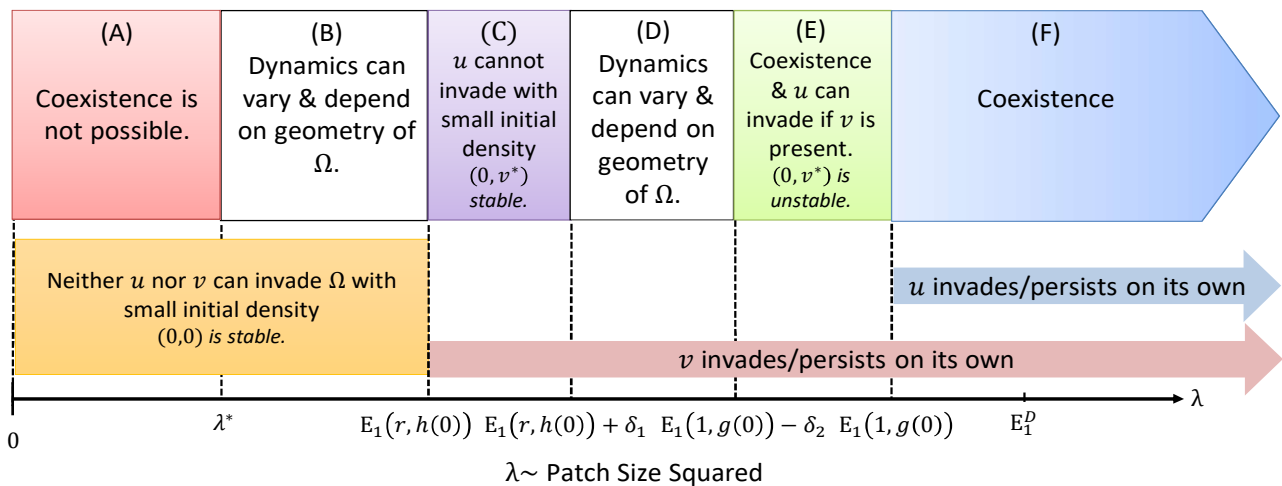 (A)
Coexistence is
not possible.
(B)
Dynamics can
vary & depend
on geometry of
Ω.
(C)
u cannot
invade with
small initial
density
(0, v*)
stable.
(D)
Dynamics
can vary &
depend on
geometry
of Ω.
(E)
Coexistence
& u can
invade if v is
present.
(0, v*) is
unstable.
(F)
Coexistence
Neither u nor v can invade Ω with
small initial density
(0,0) is stable.
u invades/persists on its own
v invades/persists on its own
λ
0
λ*
E₁(r, h(0))
E₁(r, h(0)) + δ₁
E₁(1, g(0)) − δ₂
E₁(1, g(0))
E₁ᴰ
λ~ Patch Size Squared